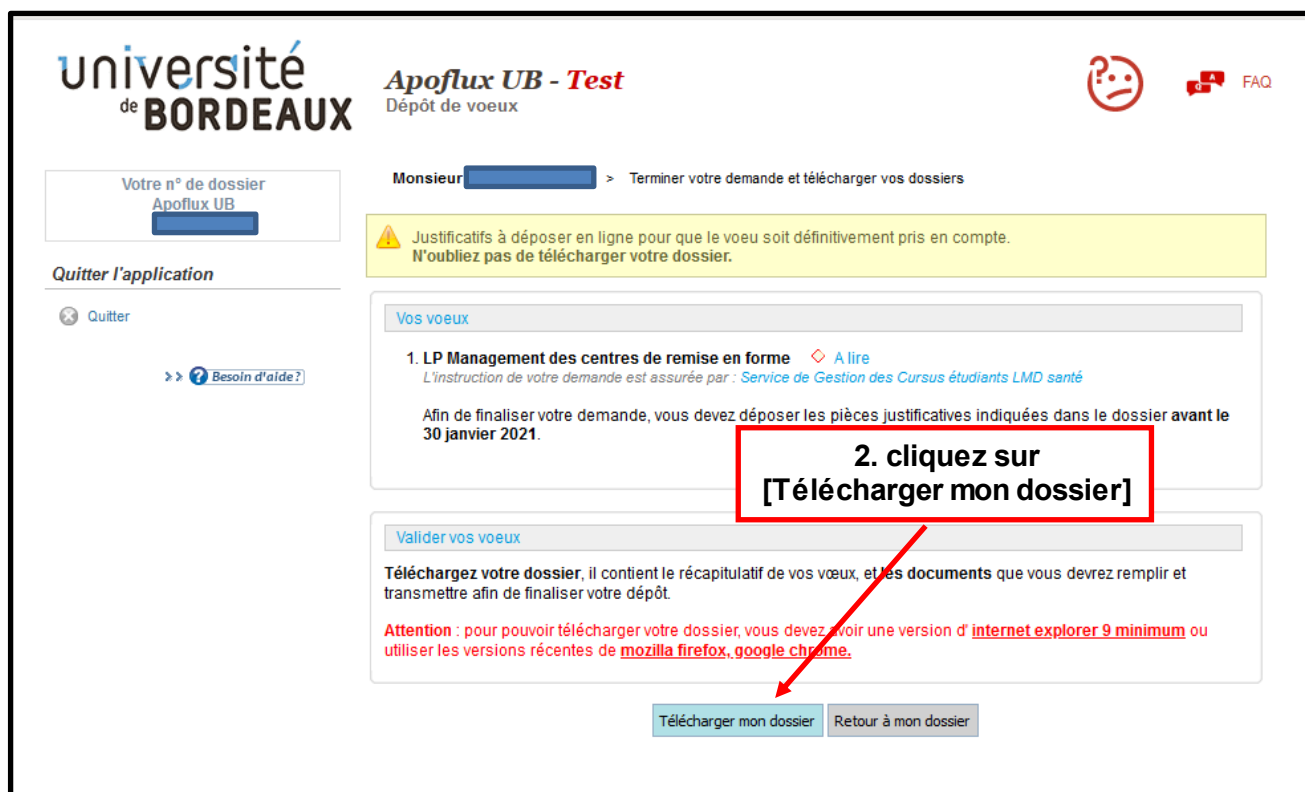 université
de BORDEAUX
Apoflux UB - Test
Dépôt de voeux
FAQ
Votre n° de dossier
Apoflux UB
Monsieur > Terminer votre demande et télécharger vos dossiers
Justificatifs à déposer en ligne pour que le voeu soit définitivement pris en compte.
N'oubliez pas de télécharger votre dossier.
Quitter l'application
Quitter
>> ? Besoin d'aide?
Vos voeux
1. LP Management des centres de remise en forme A lire
L'instruction de votre demande est assurée par : Service de Gestion des Cursus étudiants LMD santé
Afin de finaliser votre demande, vous devez déposer les pièces justificatives indiquées dans le dossier avant le
30 janvier 2021.
2. cliquez sur
[Télécharger mon dossier]
Valider vos voeux
Téléchargez votre dossier, il contient le récapitulatif de vos vœux, et les documents que vous devrez remplir et
transmettre afin de finaliser votre dépôt.
Attention : pour pouvoir télécharger votre dossier, vous devez avoir une version d' internet explorer 9 minimum ou
utiliser les versions récentes de mozilla firefox, google chrome.
Télécharger mon dossier
Retour à mon dossier